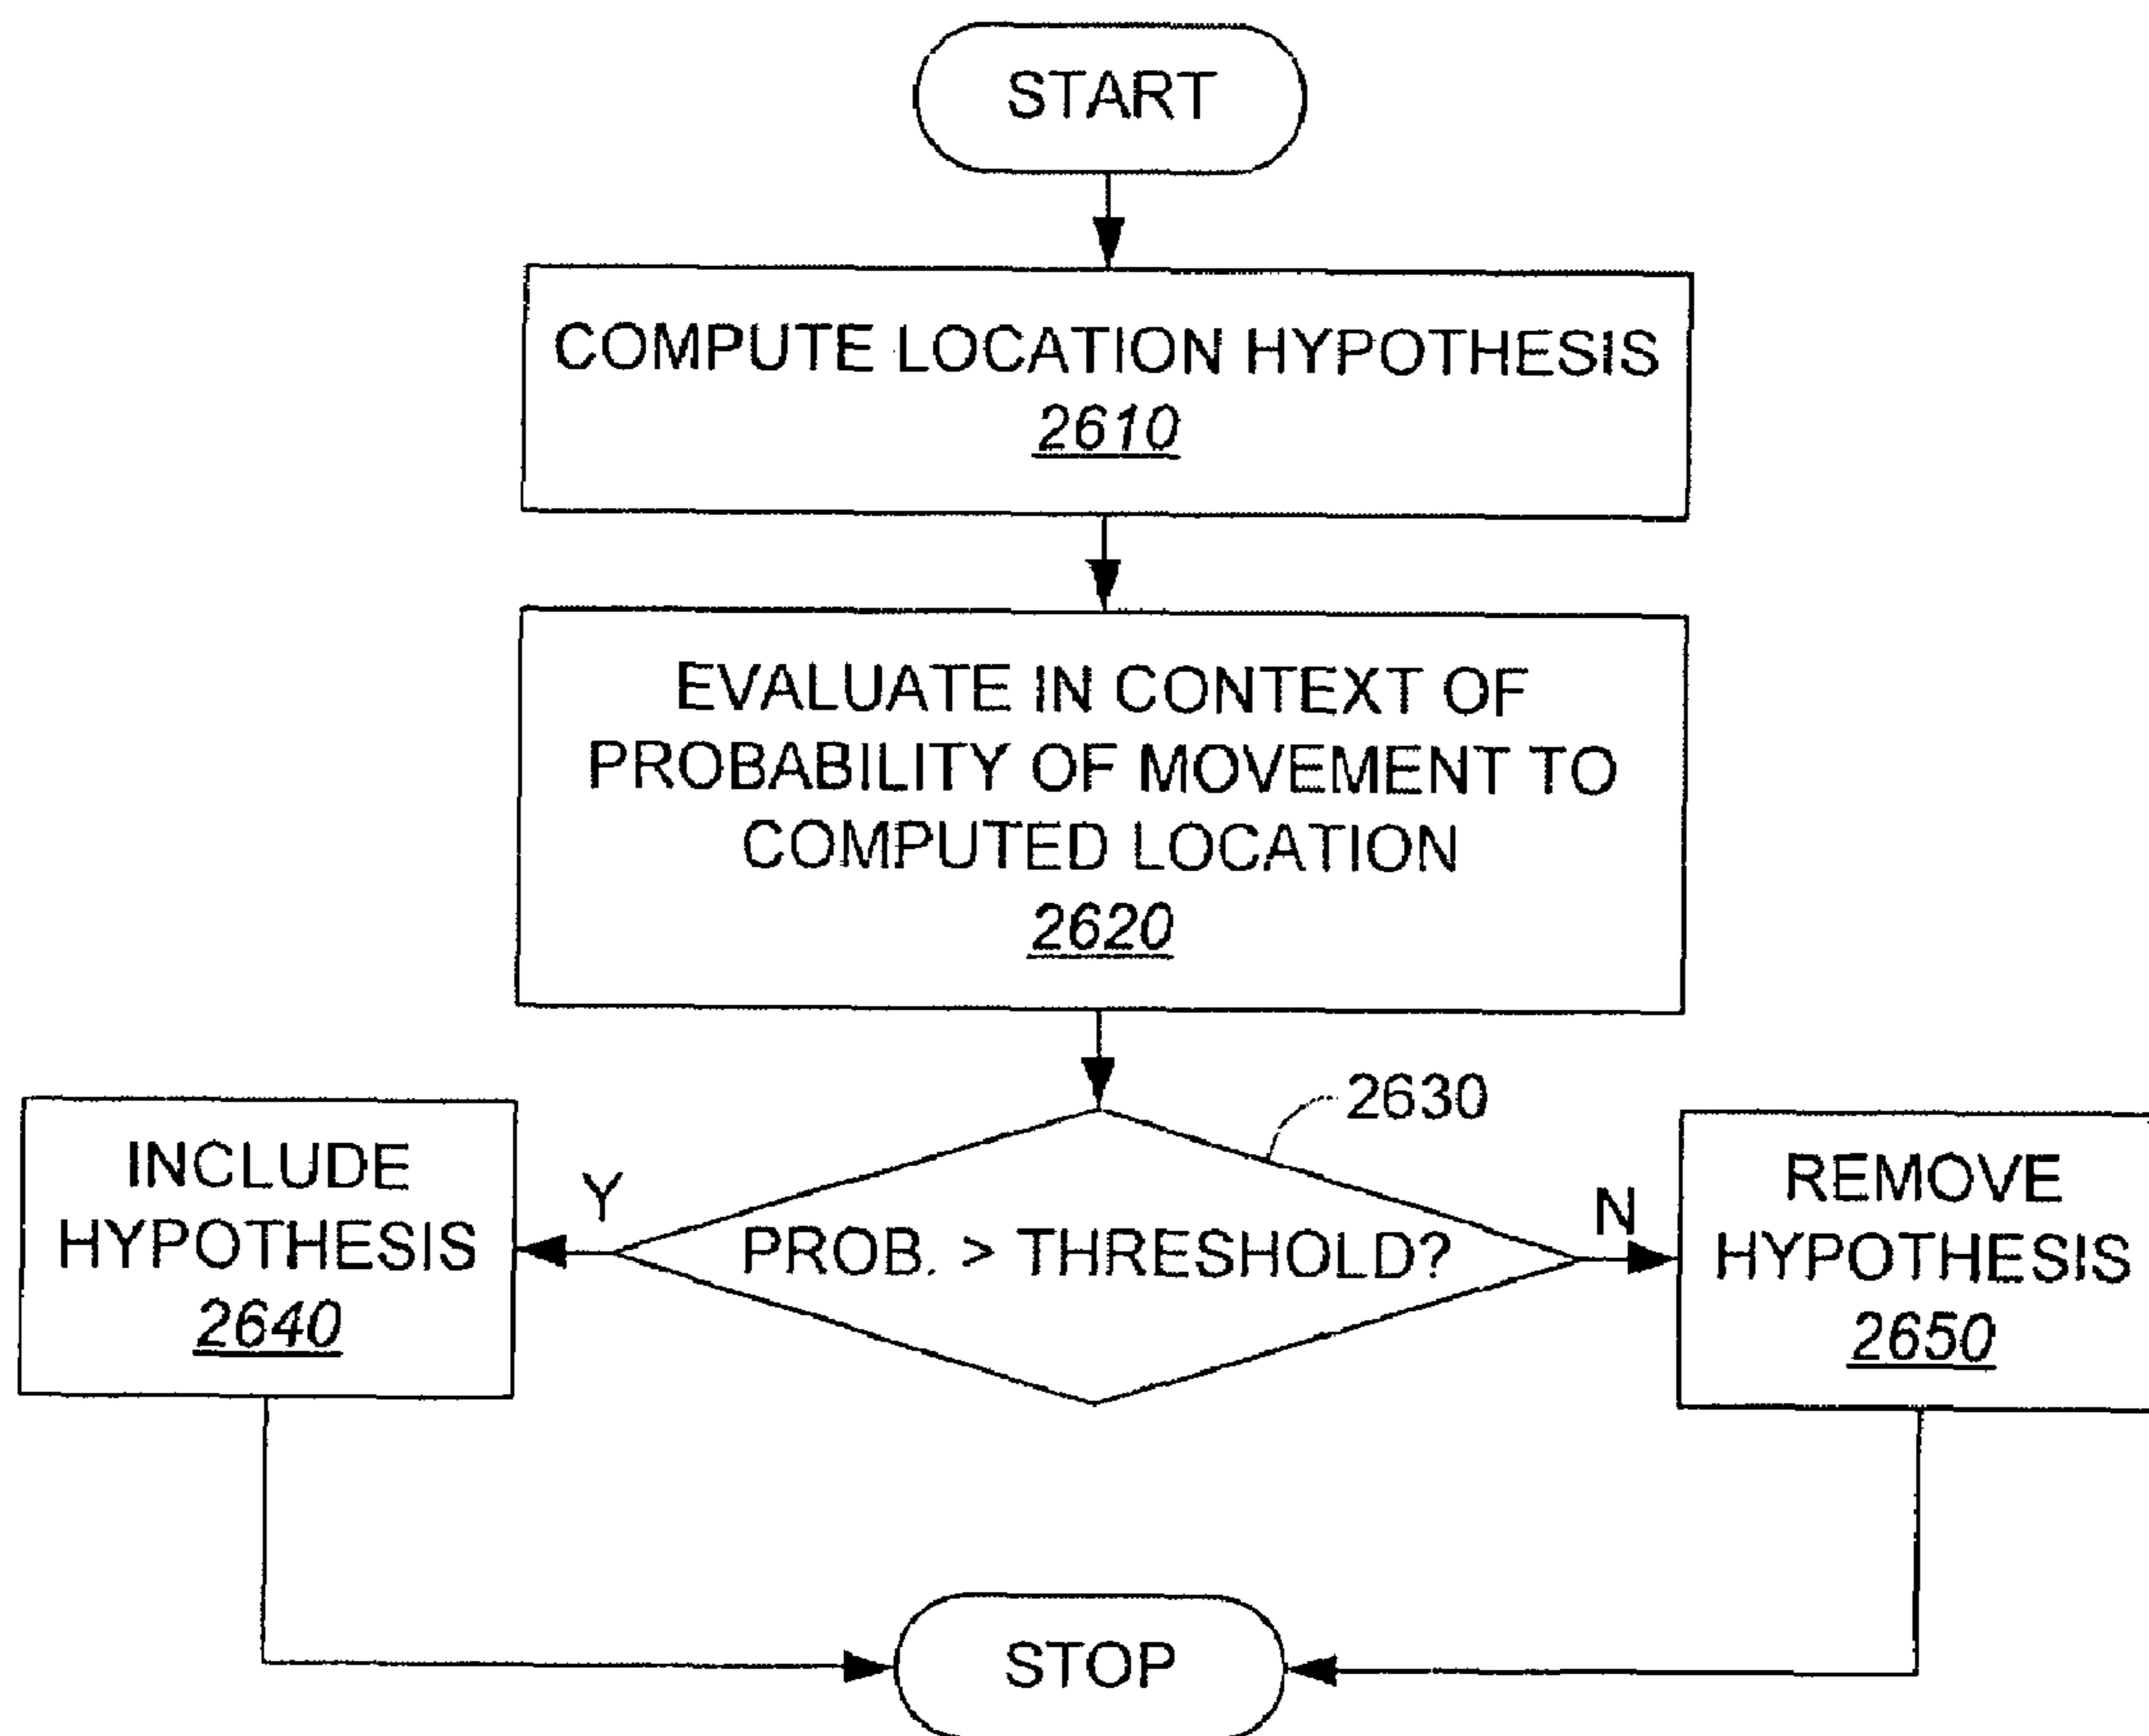 START
COMPUTE LOCATION HYPOTHESIS
2610
EVALUATE IN CONTEXT OF
PROBABILITY OF MOVEMENT TO
COMPUTED LOCATION
2620
2630
PROB. > THRESHOLD?
Y
INCLUDE
HYPOTHESIS
2640
N
REMOVE
HYPOTHESIS
2650
STOP